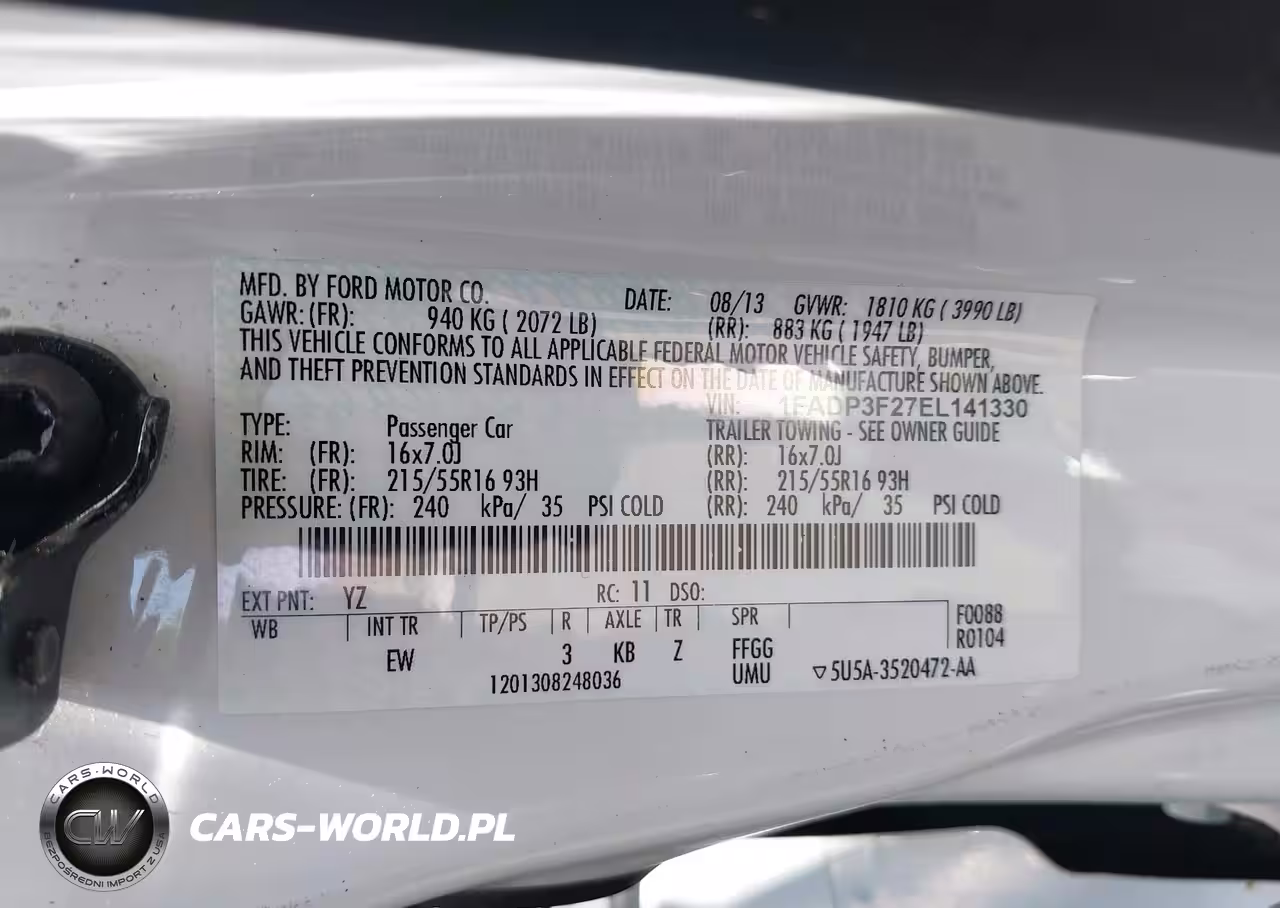 MFD. BY FORD MOTOR CO. DATE: 08/13 GVWR: 1810 KG ( 3990 LB)
GAWR: (FR): 940 KG ( 2072 LB) (RR): 883 KG ( 1947 LB)
THIS VEHICLE CONFORMS TO ALL APPLICABLE FEDERAL MOTOR VEHICLE SAFETY, BUMPER,
AND THEFT PREVENTION STANDARDS IN EFFECT ON THE DATE OF MANUFACTURE SHOWN ABOVE.
VIN: 1FADP3F27EL141330
TYPE: Passenger Car TRAILER TOWING - SEE OWNER GUIDE
RIM: (FR): 16x7.0J (RR): 16x7.0J
TIRE: (FR): 215/55R16 93H (RR): 215/55R16 93H
PRESSURE: (FR): 240 kPa/ 35 PSI COLD (RR): 240 kPa/ 35 PSI COLD
EXT PNT: YZ RC: 11 DSO:
WB INT TR TP/PS R AXLE TR SPR F0088
R0104
EW 3 KB Z FFGG
1201308248036 UMU ▽5U5A-3520472-AA
CARS-WORLD
CW
BEZPOŚREDNI IMPORT Z USA
CARS-WORLD.PL